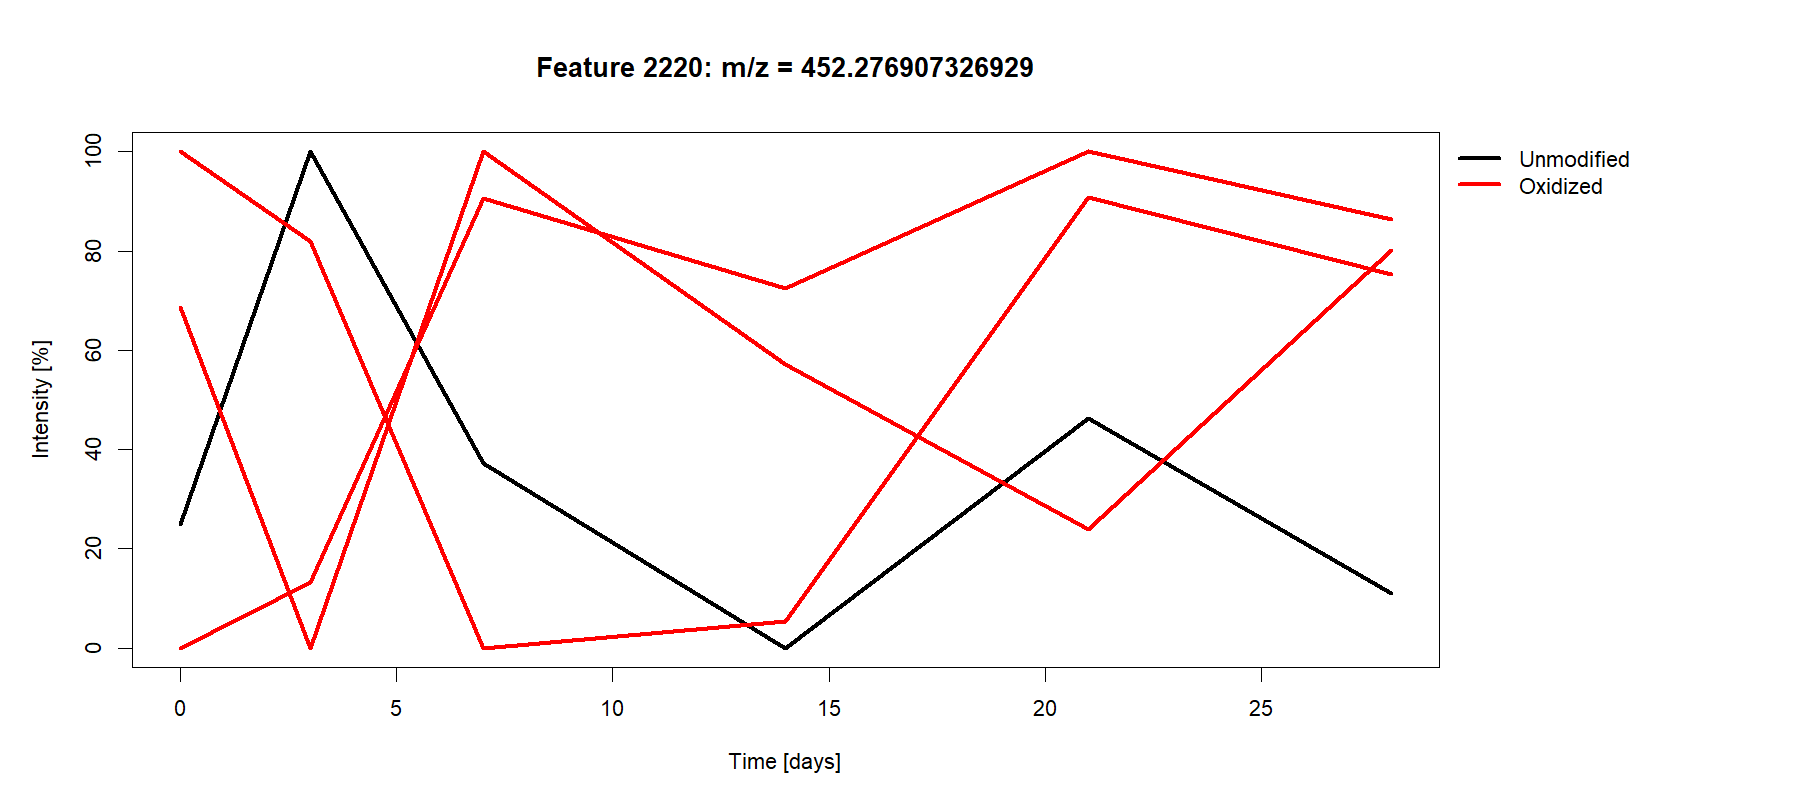 Feature 2220: m/z = 452.276907326929
Unmodified
Oxidized
Intensity [%]
100
80
60
40
20
0
0 5 10 15 20 25
Time [days]